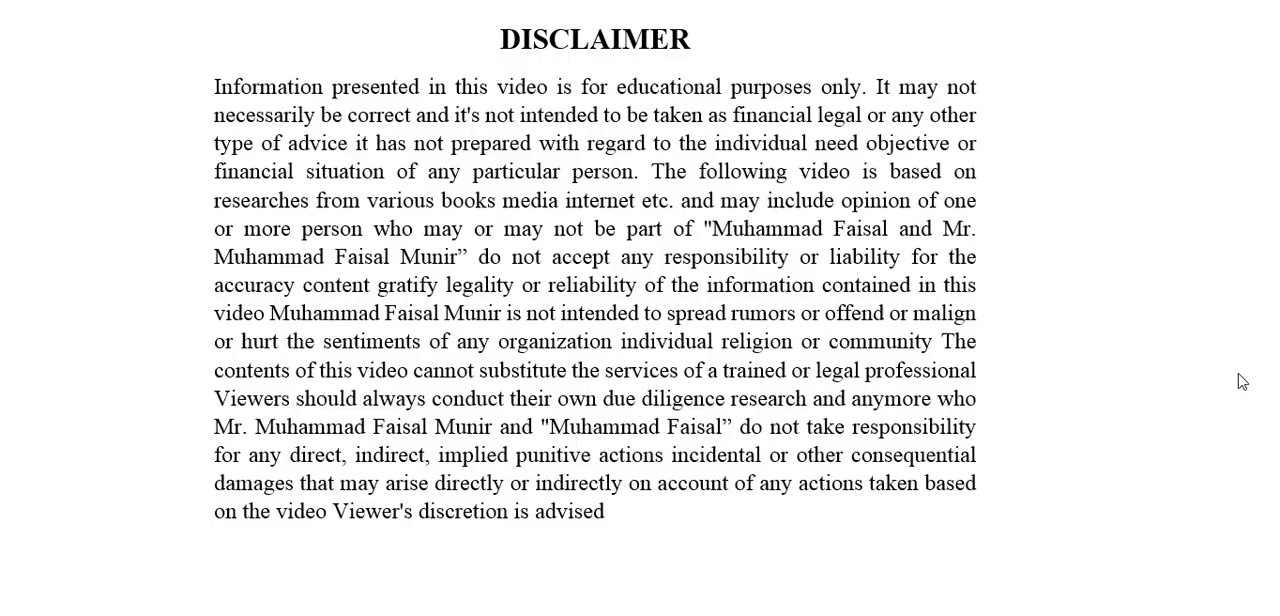 DISCLAIMER
Information presented in this video is for educational purposes only. It may not
necessarily be correct and it's not intended to be taken as financial legal or any other
type of advice it has not prepared with regard to the individual need objective or
financial situation of any particular person. The following video is based on
researches from various books media internet etc. and may include opinion of one
or more person who may or may not be part of "Muhammad Faisal and Mr.
Muhammad Faisal Munir” do not accept any responsibility or liability for the
accuracy content gratify legality or reliability of the information contained in this
video Muhammad Faisal Munir is not intended to spread rumors or offend or malign
or hurt the sentiments of any organization individual religion or community The
contents of this video cannot substitute the services of a trained or legal professional
Viewers should always conduct their own due diligence research and anymore who
Mr. Muhammad Faisal Munir and "Muhammad Faisal” do not take responsibility
for any direct, indirect, implied punitive actions incidental or other consequential
damages that may arise directly or indirectly on account of any actions taken based
on the video Viewer's discretion is advised